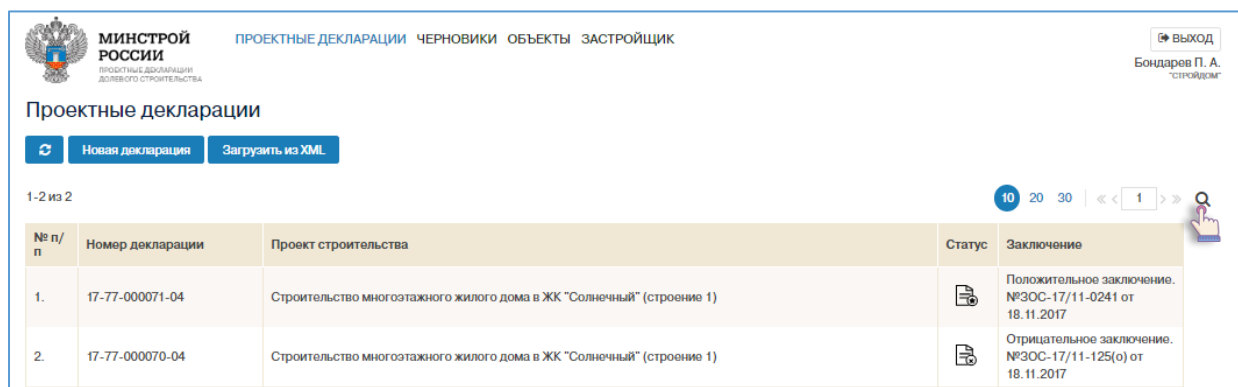 МИНСТРОЙ
РОССИИ
ПРОЕКТНЫЕ ДЕКЛАРАЦИИ
ДОЛЕВОГО СТРОИТЕЛЬСТВА
ПРОЕКТНЫЕ ДЕКЛАРАЦИИ ЧЕРНОВИКИ ОБЪЕКТЫ ЗАСТРОЙЩИК
ВЫХОД
Бондарев П. А.
"СТРОЙДОМ"
Проектные декларации
Новая декларация Загрузить из XML
1-2 из 2
10 20 30 « < 1 > »
№ п/
п
Номер декларации
Проект строительства
Статус
Заключение
1.
17-77-000071-04
Строительство многоэтажного жилого дома в ЖК "Солнечный" (строение 1)
Положительное заключение.
№ЗОС-17/11-0241 от
18.11.2017
2.
17-77-000070-04
Строительство многоэтажного жилого дома в ЖК "Солнечный" (строение 1)
Отрицательное заключение.
№ЗОС-17/11-125(о) от
18.11.2017